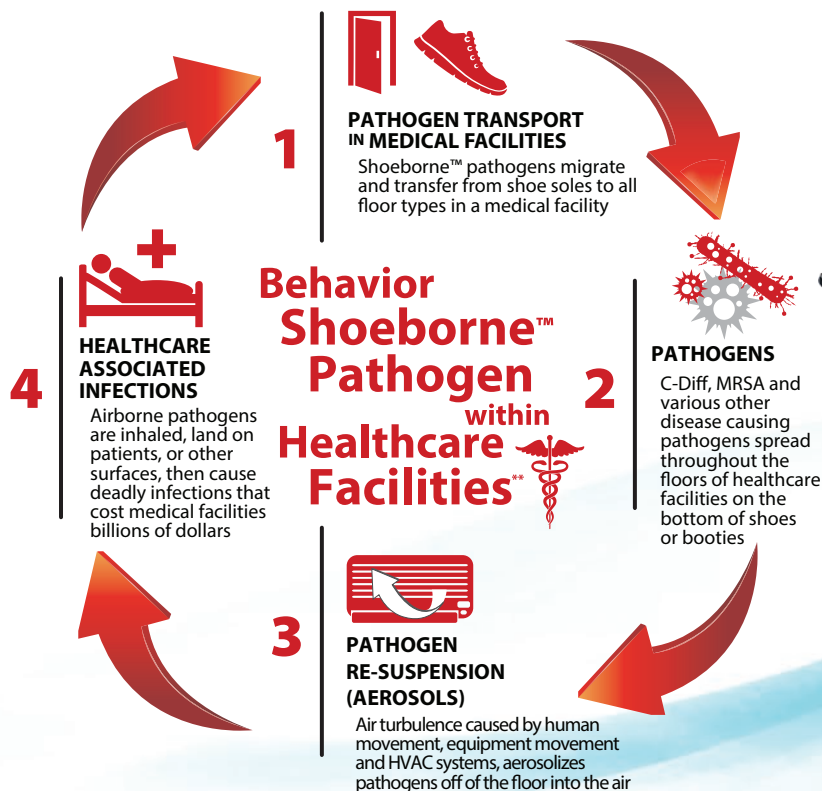 Behavior
Shoeborne™
Pathogen
within
Healthcare
Facilities**
1
PATHOGEN TRANSPORT
IN MEDICAL FACILITIES
Shoeborne™ pathogens migrate
and transfer from shoe soles to all
floor types in a medical facility
2
PATHOGENS
C-Diff, MRSA and
various other
disease causing
pathogens spread
throughout the
floors of healthcare
facilities on the
bottom of shoes
or booties
3
PATHOGEN
RE-SUSPENSION
(AEROSOLS)
Air turbulence caused by human
movement, equipment movement
and HVAC systems, aerosolizes
pathogens off of the floor into the air
4
HEALTHCARE
ASSOCIATED
INFECTIONS
Airborne pathogens
are inhaled, land on
patients, or other
surfaces, then cause
deadly infections that
cost medical facilities
billions of dollars